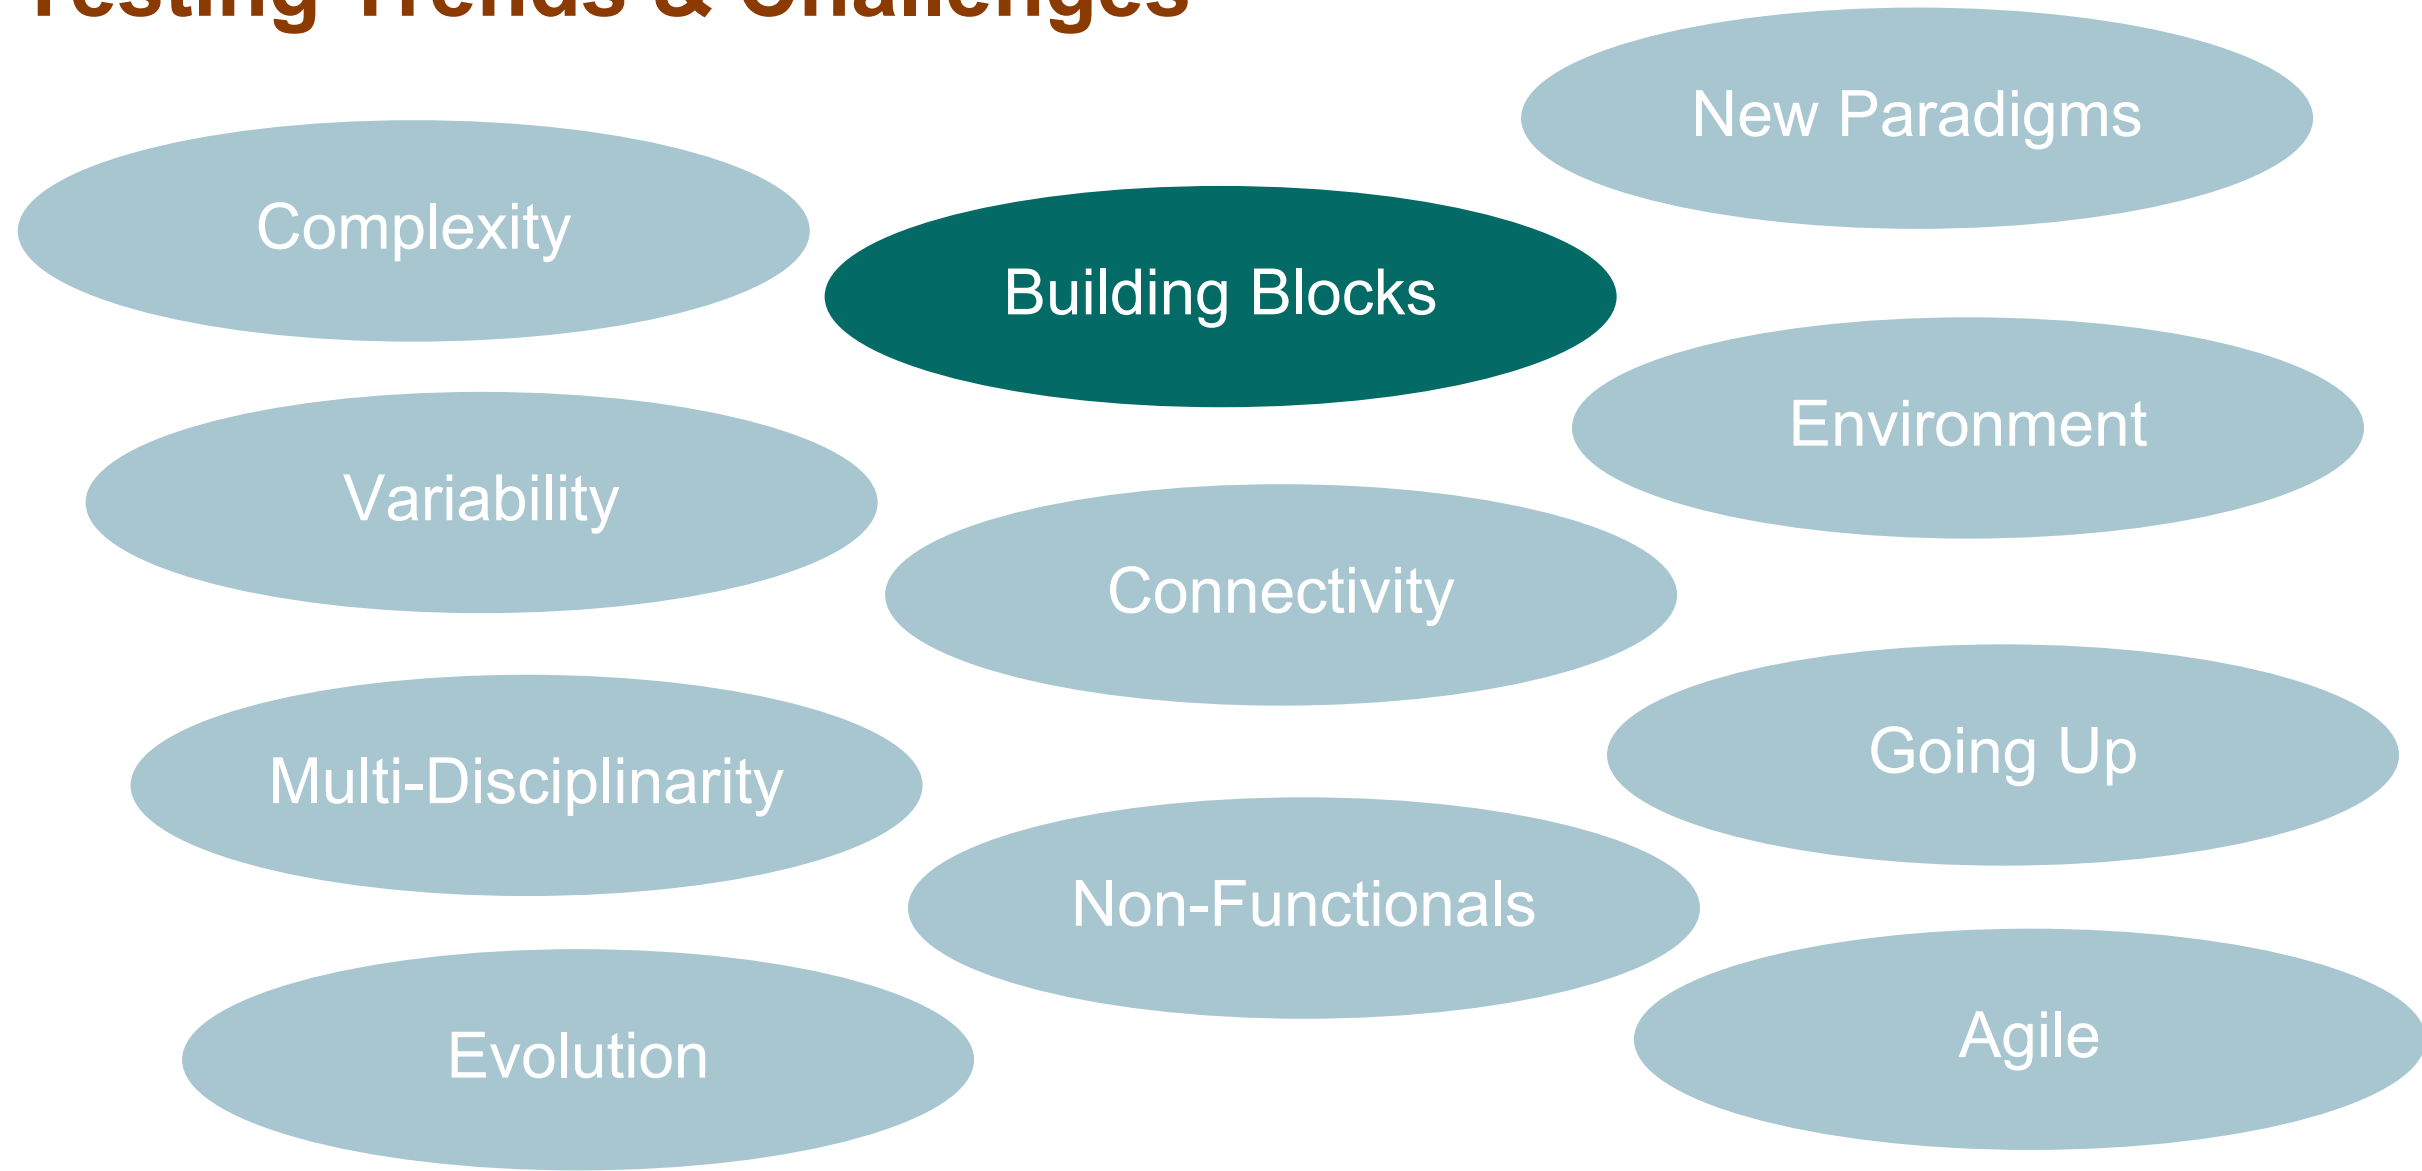 Testing Trends & Challenges
New Paradigms
Complexity
Building Blocks
Environment
Variability
Connectivity
Going Up
Multi-Disciplinarity
Non-Functionals
Agile
Evolution